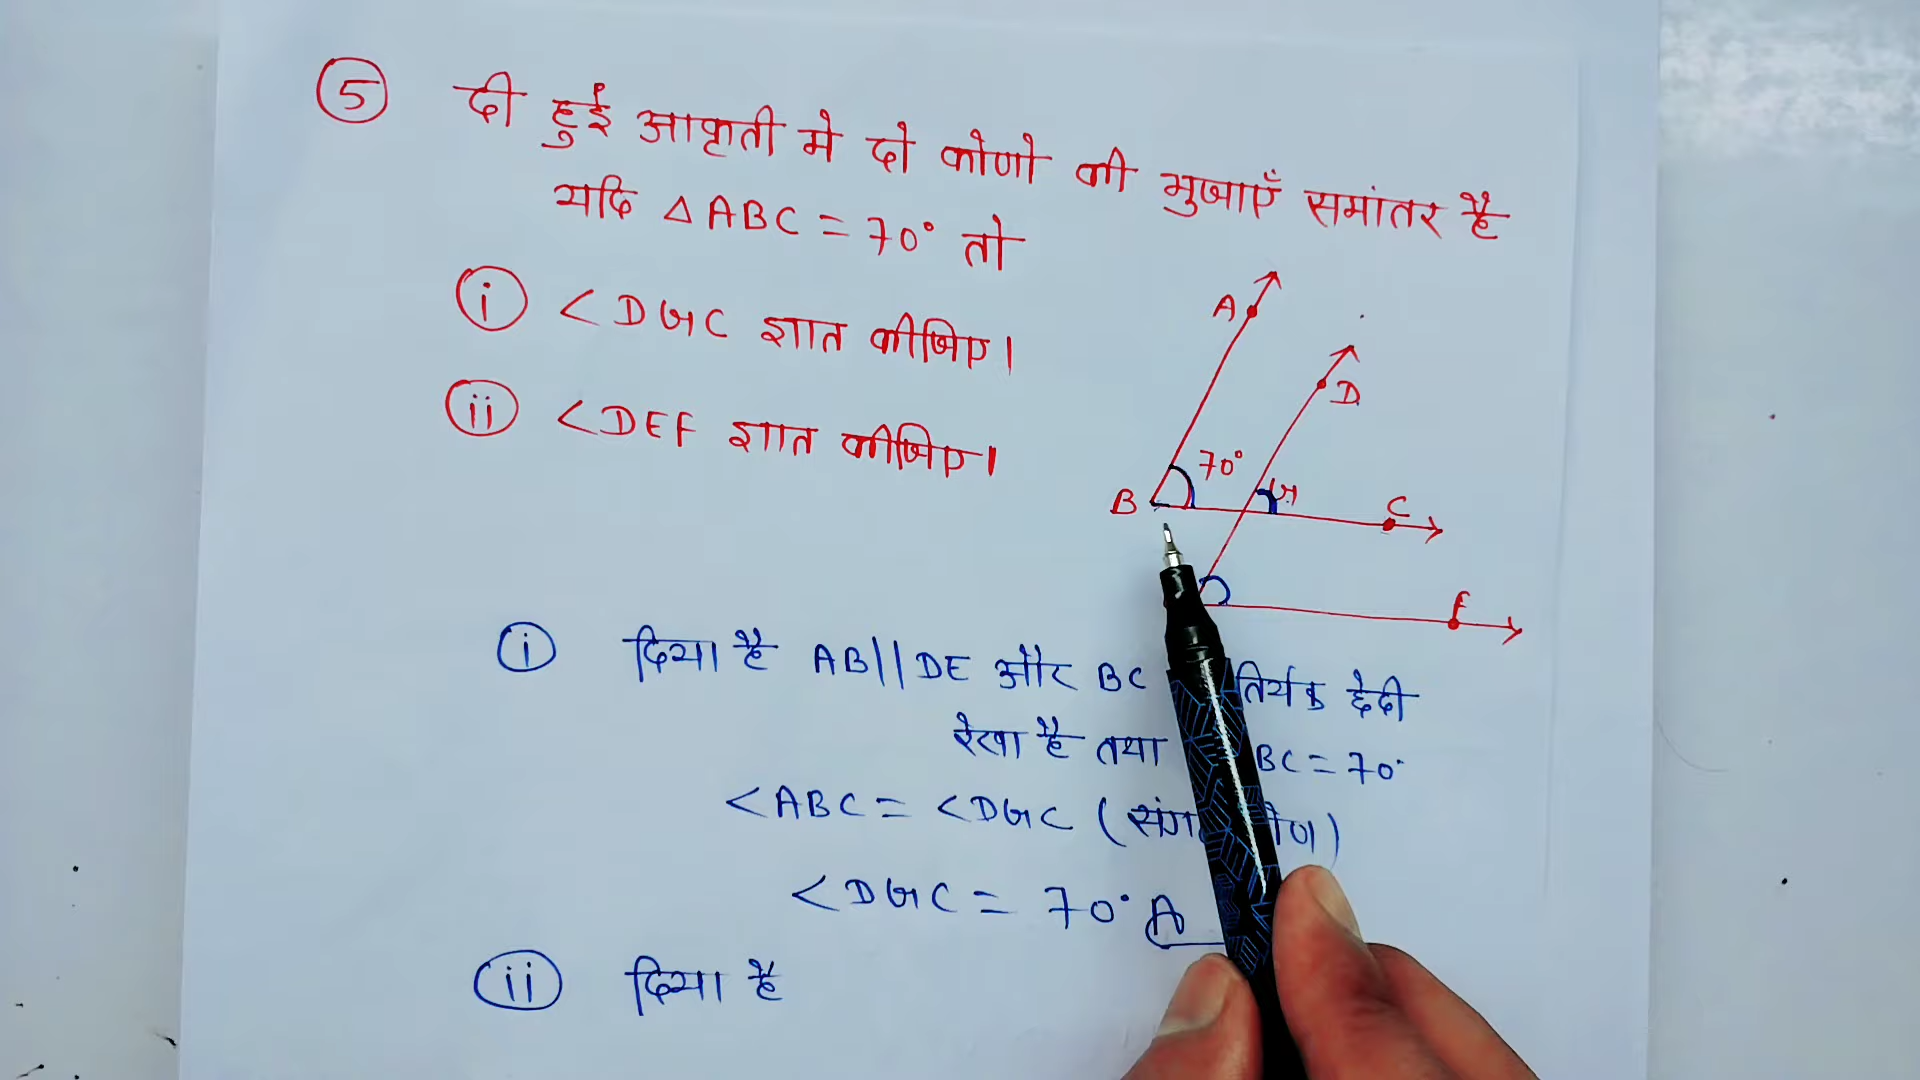 5 दी हुई आकृती मे दो कोणो की भुजाएँ समांतर है
यदि △ABC = 70° तो
i <DGC ज्ञात कीजिए।
ii <DEF ज्ञात कीजिए।
A
D
70°
B
G
C
F
i दिया है AB||DE और BC तिर्यक छेदी
रेखा है तथा BC = 70°
<ABC = <DGC (
<DGC = 70° A
ii दिया है